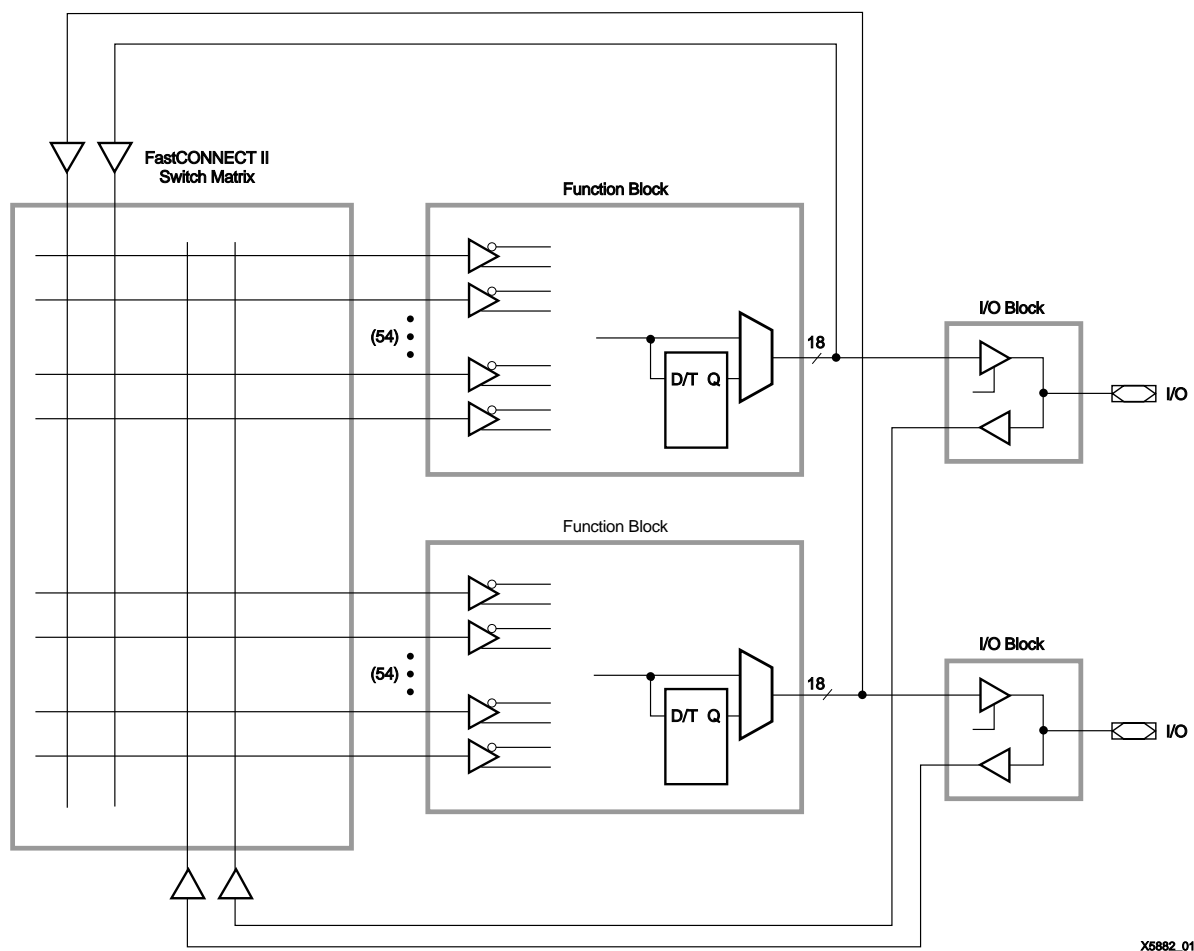 FastCONNECT II
Switch Matrix
Function Block
(54)
D/T Q
18
I/O Block
I/O
Function Block
(54)
D/T Q
18
I/O Block
I/O
X5882_01